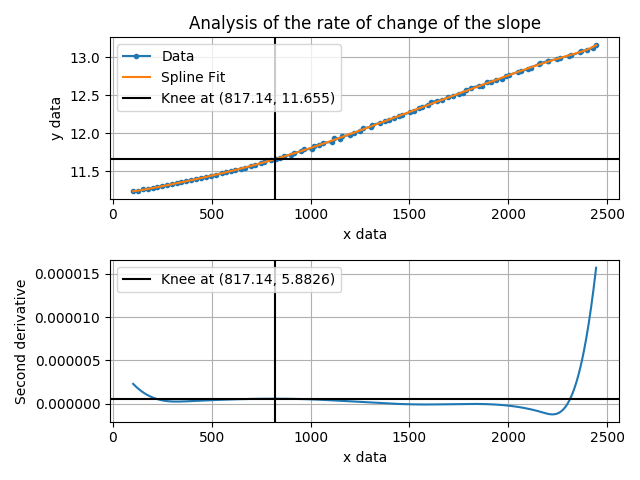 Analysis of the rate of change of the slope
13.0
12.5
12.0
11.5
y data
Data
Spline Fit
Knee at (817.14, 11.655)
0
500
1000
1500
2000
2500
x data
0.000015
0.000010
0.000005
0.000000
Second derivative
Knee at (817.14, 5.8826)
0
500
1000
1500
2000
2500
x data